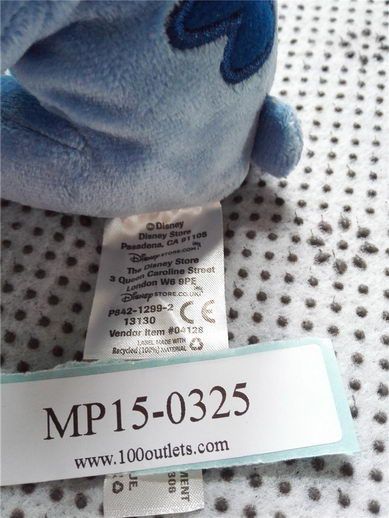 © Disney
Disney Store
Pasadena, CA 91105
DISNEYSTORE.COM
The Disney Store
3 Queen Caroline Street
London W6 9PE
DISNEYSTORE.CO.UK
P842-1299-2
13130 CE
Vendor Item #04128
LABEL MADE WITH
Recycled (100%) MATERIAL
MP15-0325
www.100outlets.com